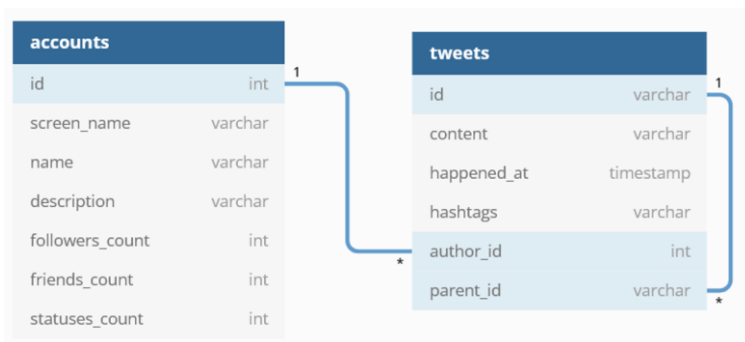 accounts
id int
screen_name varchar
name varchar
description varchar
followers_count int
friends_count int
statuses_count int
1
*
tweets
id varchar
content varchar
happened_at timestamp
hashtags varchar
author_id int
parent_id varchar
1
*